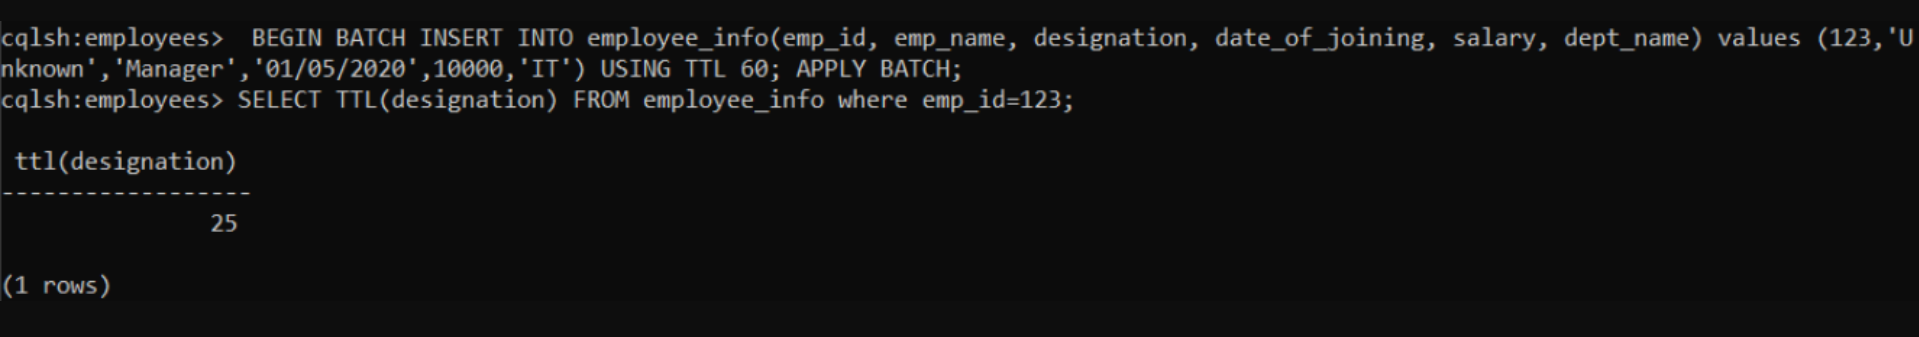 cqlsh:employees>  BEGIN BATCH INSERT INTO employee_info(emp_id, emp_name, designation, date_of_joining, salary, dept_name) values (123,'U
nknown','Manager','01/05/2020',10000,'IT') USING TTL 60; APPLY BATCH;
cqlsh:employees> SELECT TTL(designation) FROM employee_info where emp_id=123;
ttl(designation)
------------------
25
(1 rows)